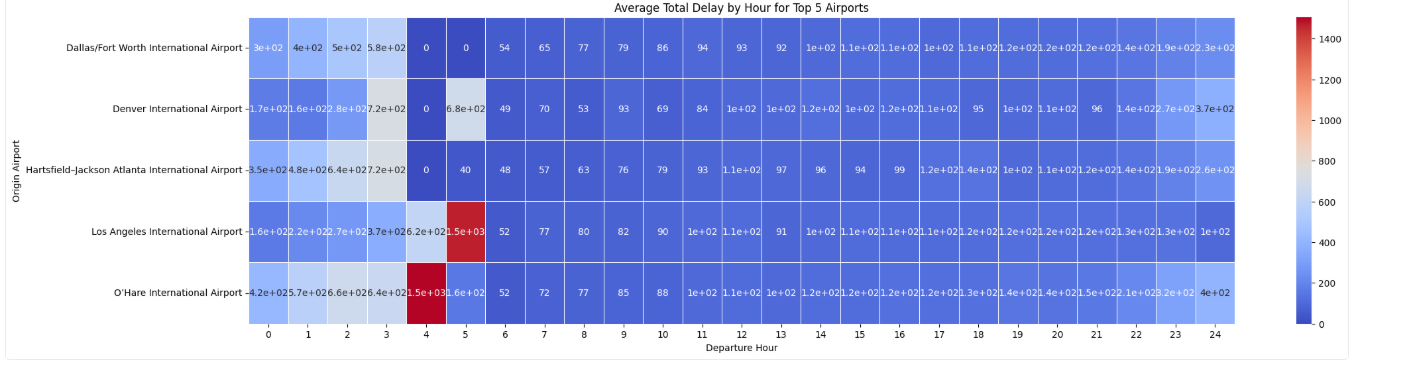 Average Total Delay by Hour for Top 5 Airports
Origin Airport
Dallas/Fort Worth International Airport 3e+02 4e+02 5e+02 5.8e+02 0 0 54 65 77 79 86 94 93 92 1e+02 1.1e+02 1.1e+02 1e+02 1.1e+02 1.2e+02 1.2e+02 1.2e+02 1.4e+02 1.9e+02 2.3e+02
Denver International Airport 1.7e+02 1.6e+02 2.8e+02 7.2e+02 0 6.8e+02 49 70 53 93 69 84 1e+02 1e+02 1.2e+02 1e+02 1.2e+02 1.1e+02 95 1e+02 1.1e+02 96 1.4e+02 2.7e+02 3.7e+02
Hartsfield–Jackson Atlanta International Airport 3.5e+02 4.8e+02 6.4e+02 7.2e+02 0 40 48 57 63 76 79 93 1.1e+02 97 96 94 99 1.2e+02 1.4e+02 1e+02 1.1e+02 1.2e+02 1.4e+02 1.9e+02 2.6e+02
Los Angeles International Airport 1.6e+02 2.2e+02 2.7e+02 3.7e+02 6.2e+02 1.5e+03 52 77 80 82 90 1e+02 1.1e+02 91 1e+02 1.1e+02 1.1e+02 1.1e+02 1.2e+02 1.2e+02 1.2e+02 1.2e+02 1.3e+02 1.3e+02 1e+02
O'Hare International Airport 4.2e+02 5.7e+02 6.6e+02 6.4e+02 1.5e+03 1.6e+02 52 72 77 85 88 1e+02 1.1e+02 1e+02 1.2e+02 1.2e+02 1.2e+02 1.2e+02 1.3e+02 1.4e+02 1.4e+02 1.5e+02 2.1e+02 3.2e+02 4e+02
0 1 2 3 4 5 6 7 8 9 10 11 12 13 14 15 16 17 18 19 20 21 22 23 24
Departure Hour
1400
1200
1000
800
600
400
200
0